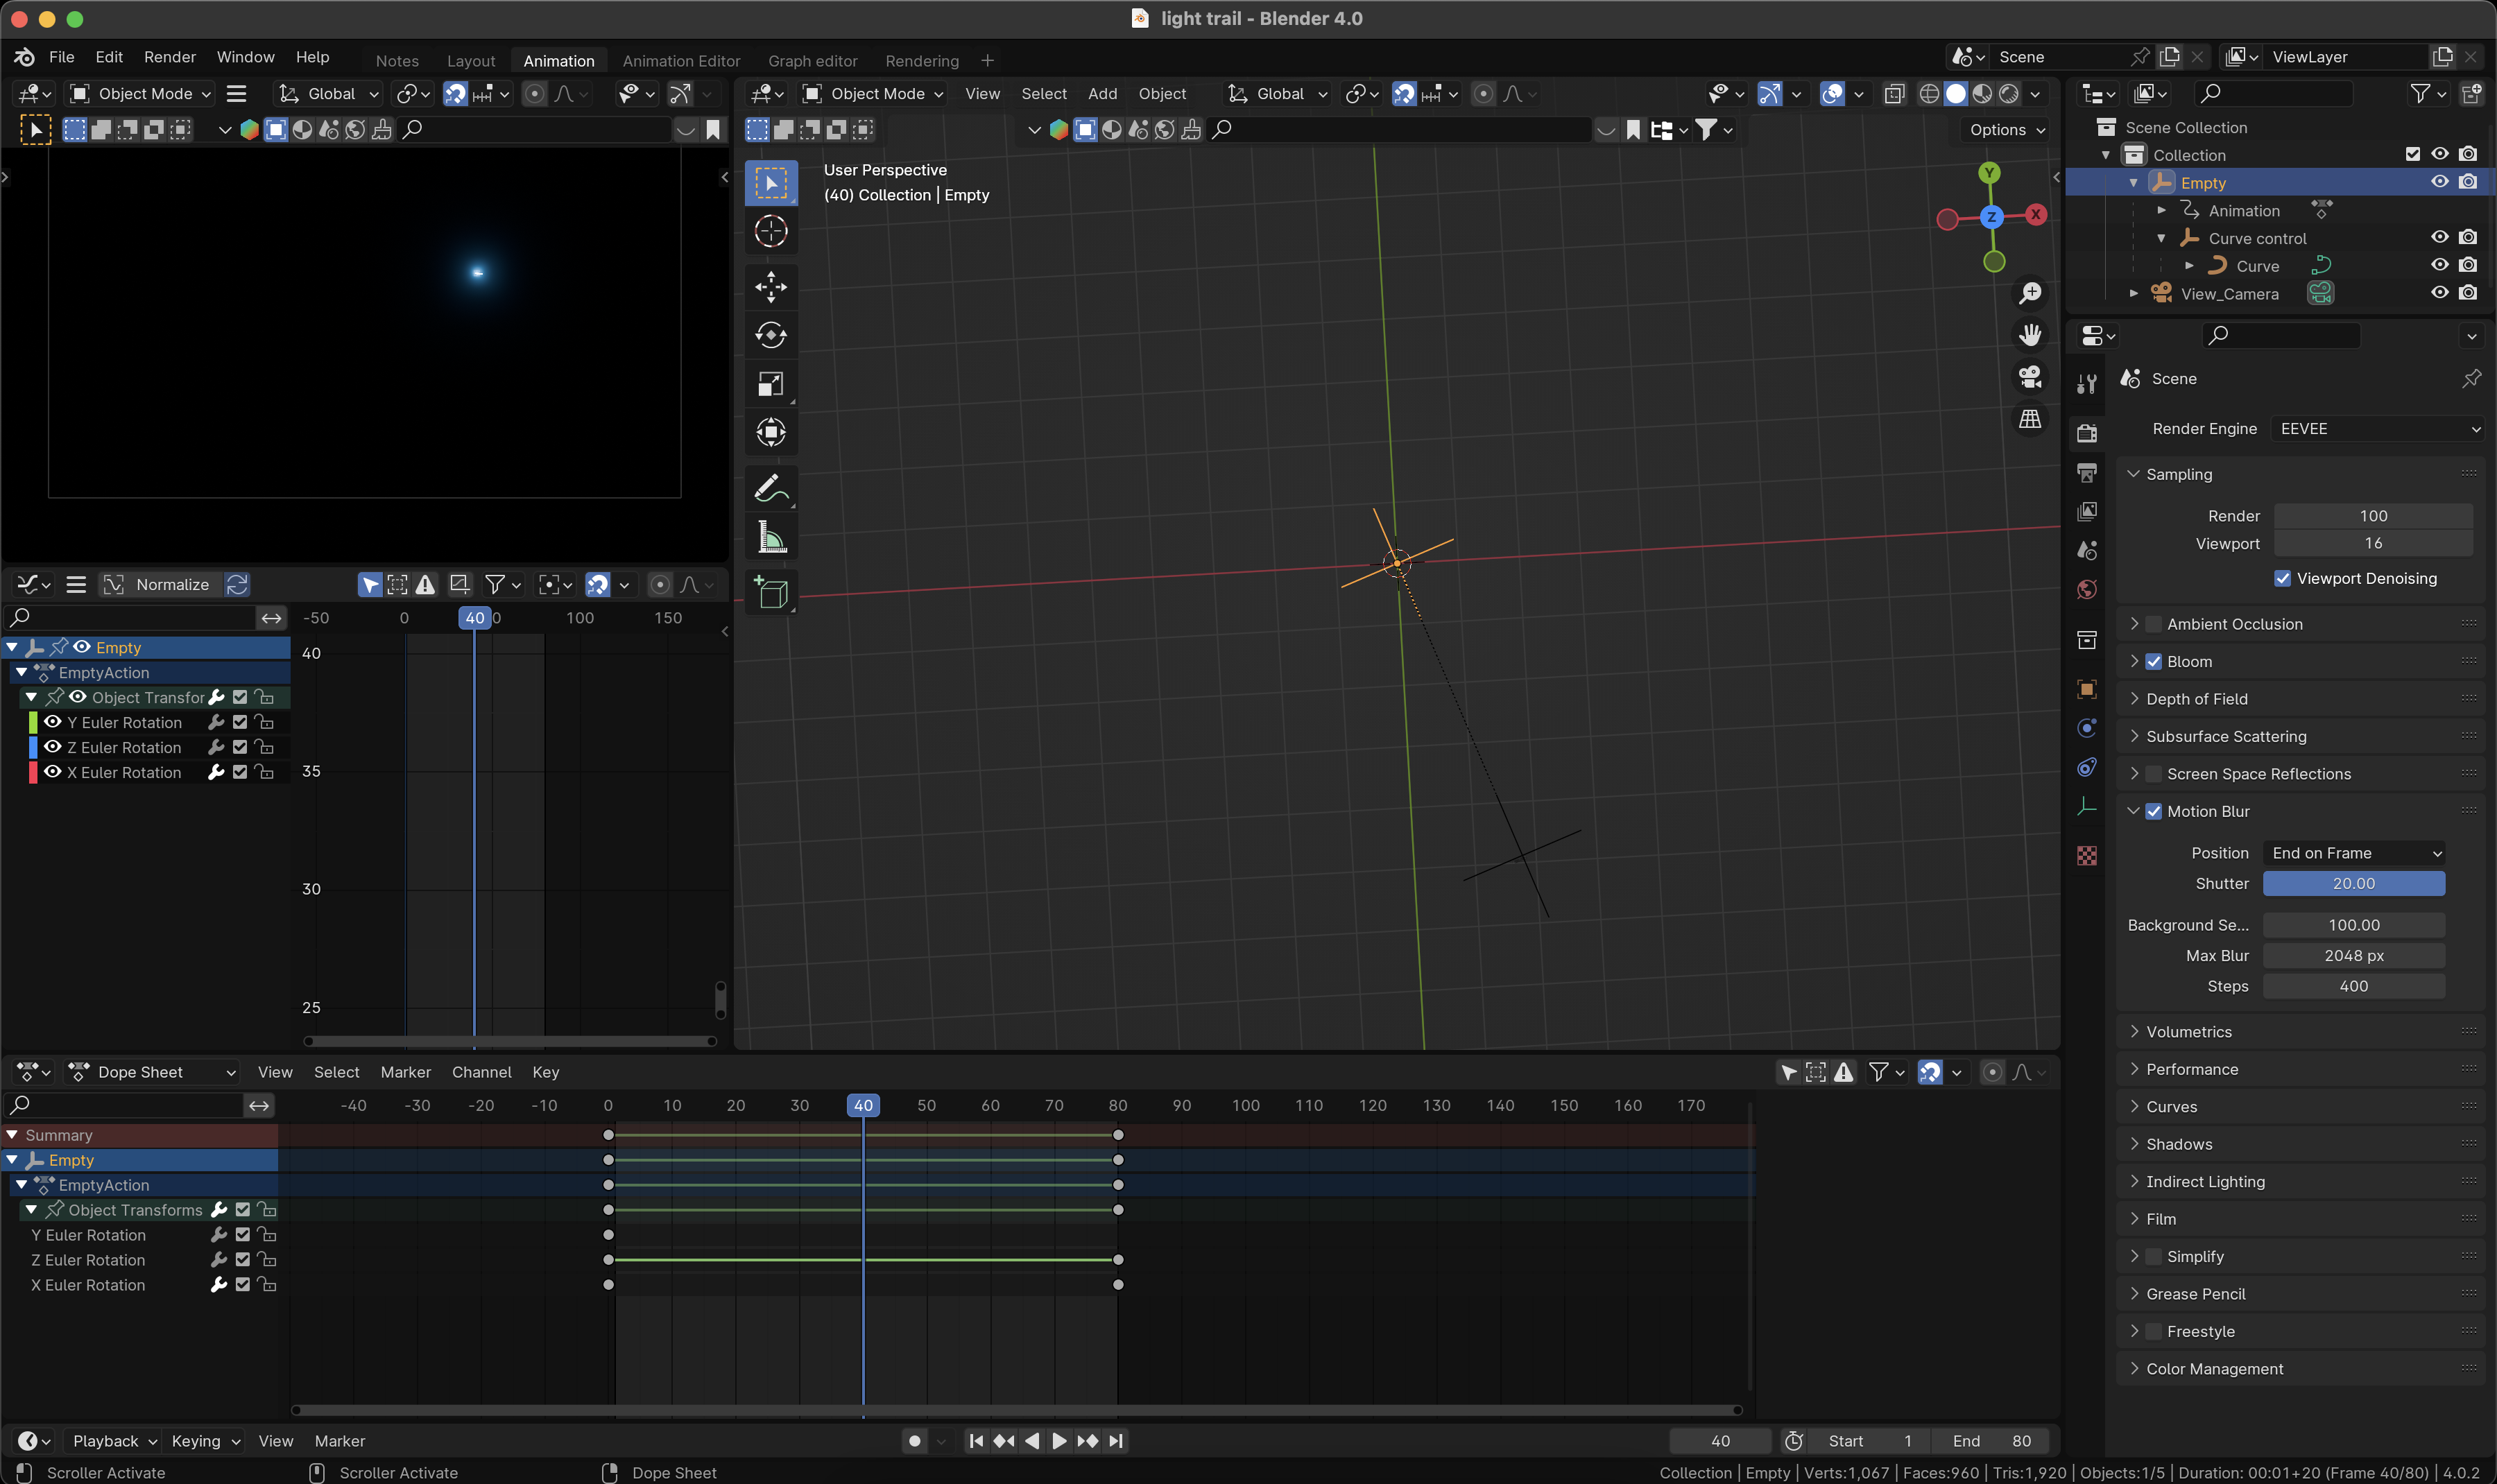 light trail - Blender 4.0
File Edit Render Window Help
Notes Layout Animation Animation Editor Graph editor Rendering +
Scene
ViewLayer
Object Mode
Global
Object Mode View Select Add Object Global
Options
User Perspective
(40) Collection | Empty
Y
Z
X
Scene Collection
Collection
Empty
Animation
Curve control
Curve
View_Camera
Scene
Render Engine EEVEE
Sampling
Render 100
Viewport 16
Viewport Denoising
Ambient Occlusion
Bloom
Depth of Field
Subsurface Scattering
Screen Space Reflections
Motion Blur
Position End on Frame
Shutter 20.00
Background Se... 100.00
Max Blur 2048 px
Steps 400
Volumetrics
Performance
Curves
Shadows
Indirect Lighting
Film
Simplify
Grease Pencil
Freestyle
Color Management
Normalize
-50 0 40 0 100 150
Empty
EmptyAction
Object Transfor
Y Euler Rotation
Z Euler Rotation
X Euler Rotation
40
35
30
25
Dope Sheet View Select Marker Channel Key
-40 -30 -20 -10 0 10 20 30 40 50 60 70 80 90 100 110 120 130 140 150 160 170
Summary
Empty
EmptyAction
Object Transforms
Y Euler Rotation
Z Euler Rotation
X Euler Rotation
Playback Keying View Marker
40 Start 1 End 80
Scroller Activate Scroller Activate Dope Sheet
Collection | Empty | Verts:1,067 | Faces:960 | Tris:1,920 | Objects:1/5 | Duration: 00:01+20 (Frame 40/80) | 4.0.2